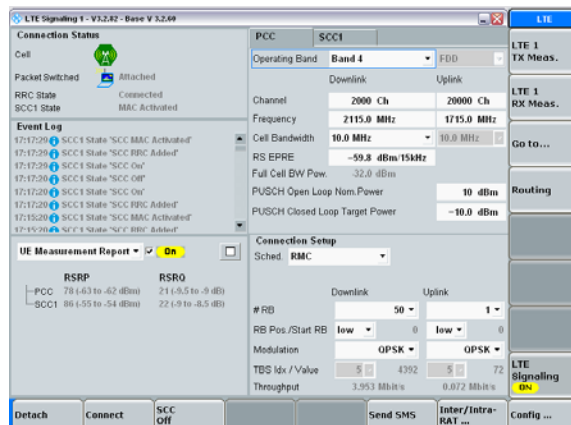 LTE Signaling 1 - V3.2.82 - Base V 3.2.60
LTE
Connection Status
Cell
Packet Switched Attached
RRC State Connected
SCC1 State MAC Activated
Event Log
17:17:29 SCC1 State 'SCC MAC Activated'
17:17:29 SCC1 State 'SCC RRC Added'
17:17:29 SCC1 State 'SCC On'
17:17:20 SCC1 State 'SCC Off'
17:17:20 SCC1 State 'SCC On'
17:17:20 SCC1 State 'SCC RRC Added'
17:15:20 SCC1 State 'SCC MAC Activated'
17:15:20 SCC1 State 'SCC RRC Added'
UE Measurement Report On
RSRP RSRQ
PCC 78 (-63 to -62 dBm) 21 (-9.5 to -9 dB)
SCC1 86 (-55 to -54 dBm) 22 (-9 to -8.5 dB)
PCC SCC1
Operating Band Band 4 FDD
Downlink Uplink
Channel 2000 Ch 20000 Ch
Frequency 2115.0 MHz 1715.0 MHz
Cell Bandwidth 10.0 MHz 10.0 MHz
RS EPRE -59.8 dBm/15kHz
Full Cell BW Pow. -32.0 dBm
PUSCH Open Loop Nom.Power 10 dBm
PUSCH Closed Loop Target Power -10.0 dBm
Connection Setup
Sched. RMC
Downlink Uplink
# RB 50 1
RB Pos./Start RB low 0 low 0
Modulation QPSK QPSK
TBS Idx / Value 5 4392 5 72
Throughput 3.953 Mbit/s 0.072 Mbit/s
LTE 1
TX Meas.
LTE 1
RX Meas.
Go to...
Routing
LTE
Signaling
ON
Detach
Connect
SCC
Off
Send SMS
Inter/Intra-
RAT ...
Config ...